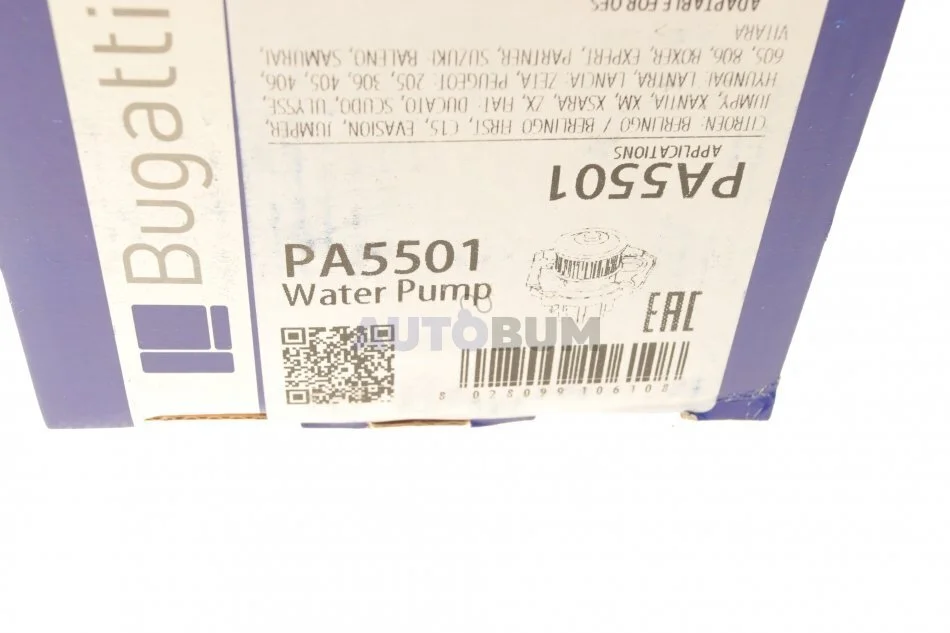 Bugatti
PA5501
Water Pump
AUTOBUM
EAC
8 028099 106108
PA5501
APPLICATIONS
CITROEN: BERLINGO / BERLINGO FIRST, C15, EVASION, JUMPER,
JUMPY, XANTIA, XM, XSARA, ZX, FIAT: DUCATO, SCUDO, ULYSSE,
HYUNDAI: LANTRA, LANCIA: ZETA, PEUGEOT: 205, 306, 405, 406,
605, 806, BOXER, EXPERT, PARTNER, SUZUKI: BALENO, SAMURAI,
VITARA
ADAPTABLE FOR OES